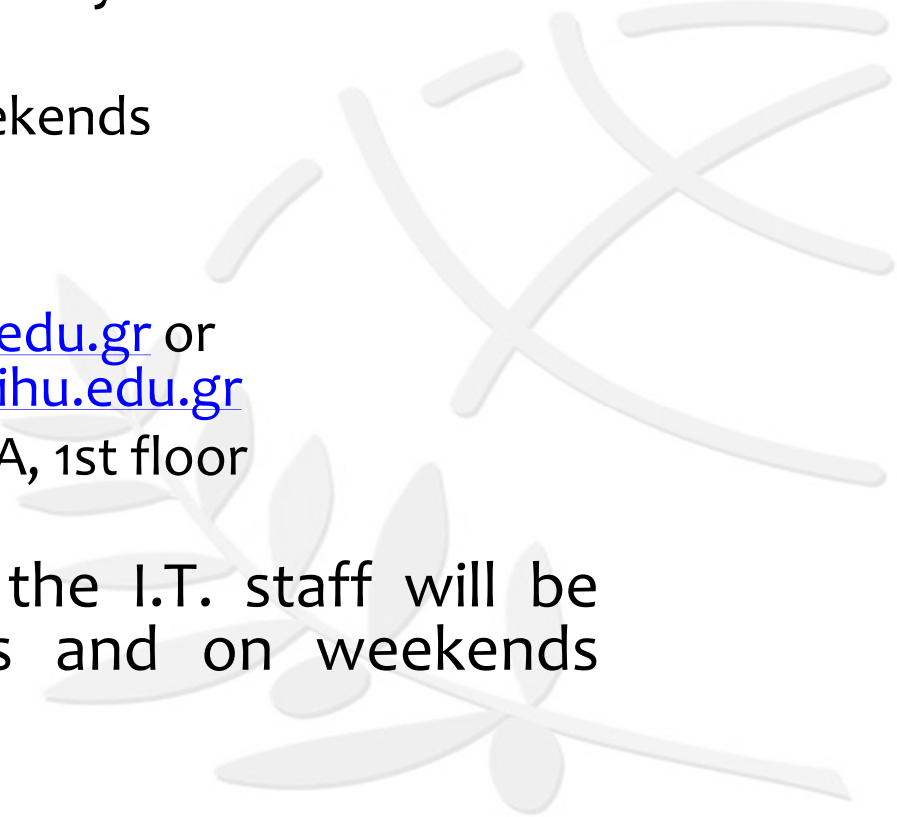 ekends
edu.gr or
ihu.edu.gr
A, 1st floor
the I.T. staff will be
s and on weekends